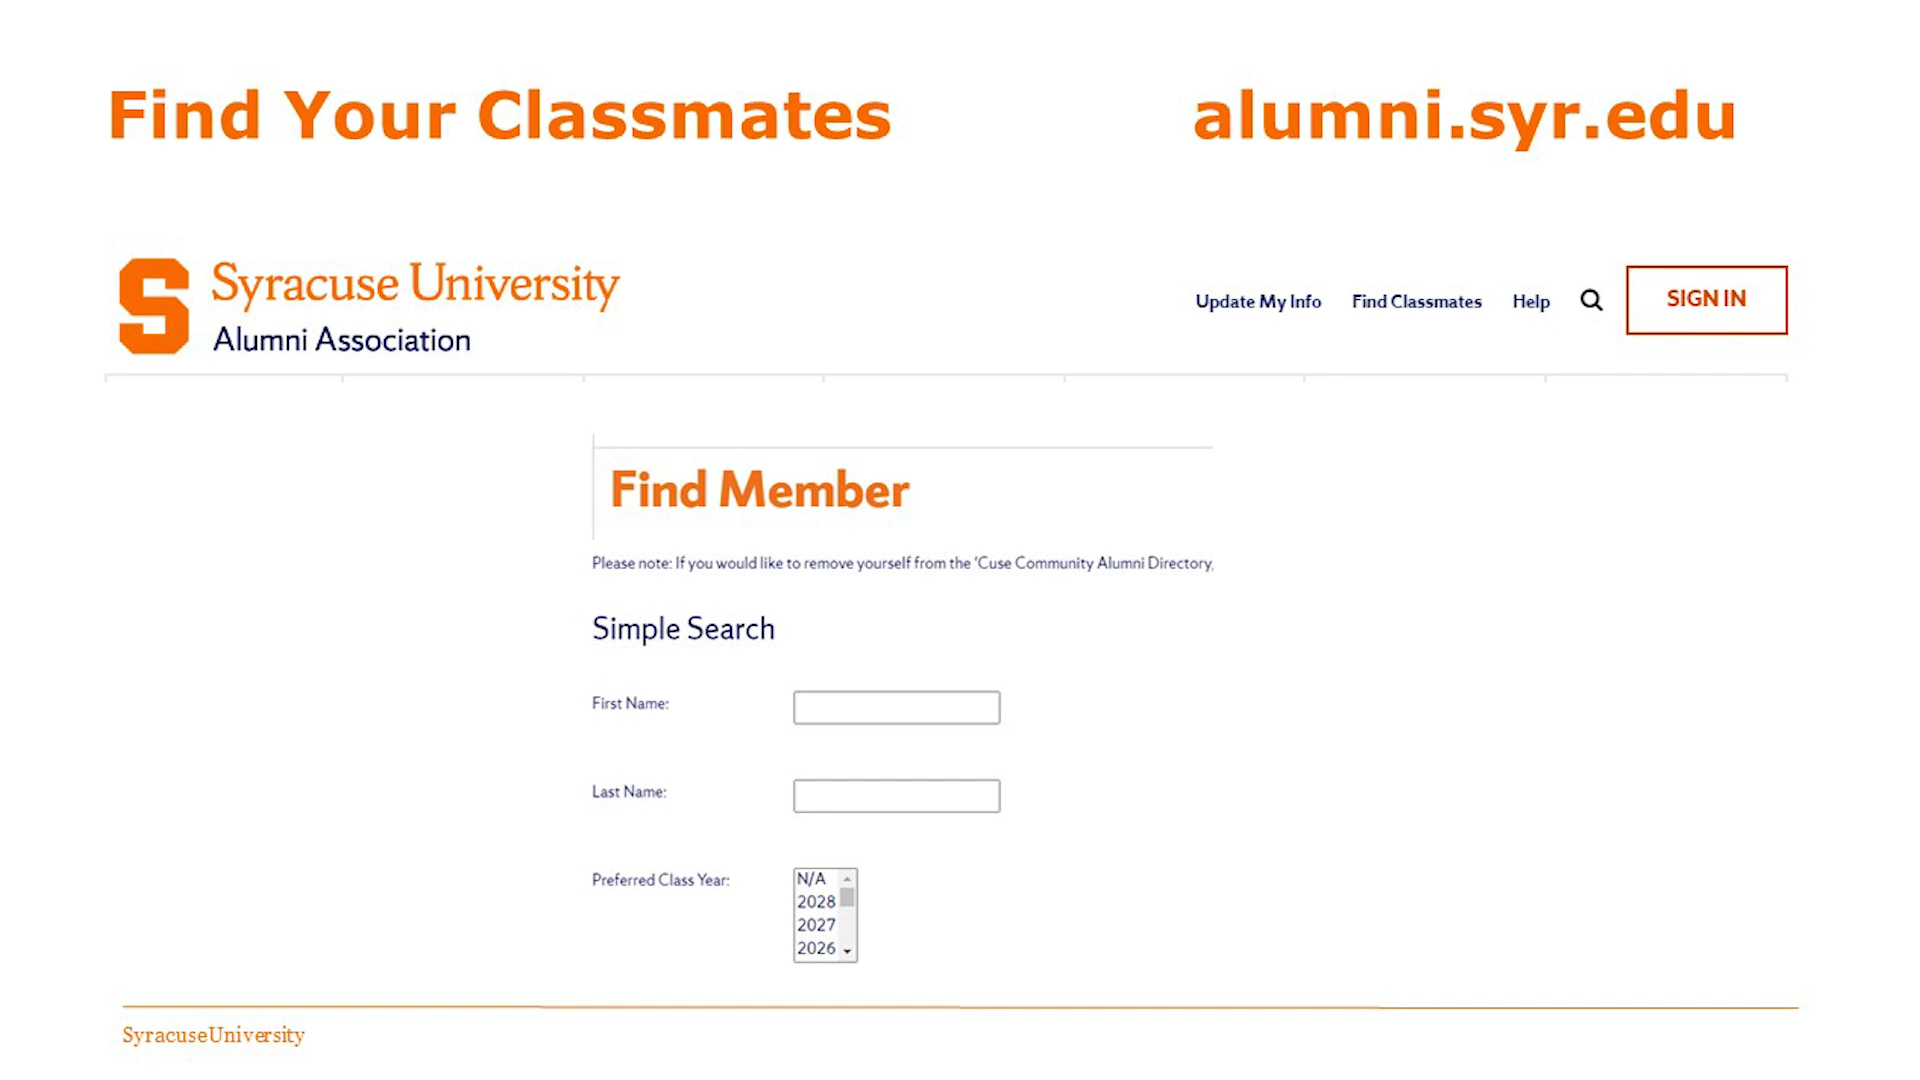 Find Your Classmates alumni.syr.edu
S Syracuse University
Alumni Association
Update My Info Find Classmates Help SIGN IN
Find Member
Please note: If you would like to remove yourself from the 'Cuse Community Alumni Directory,
Simple Search
First Name:
Last Name:
Preferred Class Year:
N/A
2028
2027
2026
Syracuse University